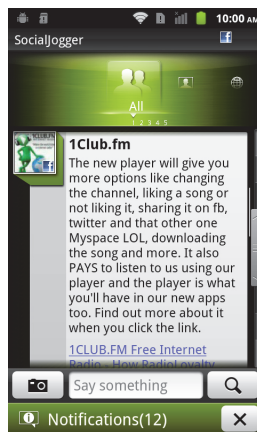 10:00 AM
SocialJogger
All
1 2 3 4 5
1Club.fm
The new player will give you
more options like changing
the channel, liking a song or
not liking it, sharing it on fb,
twitter and that other one
Myspace LOL, downloading
the song and more. It also
PAYS to listen to us using our
player and the player is what
you'll have in our new apps
too. Find out more about it
when you click the link.
1CLUB.FM Free Internet
Radio - How RadioLoyalty
Say something
Notifications(12)